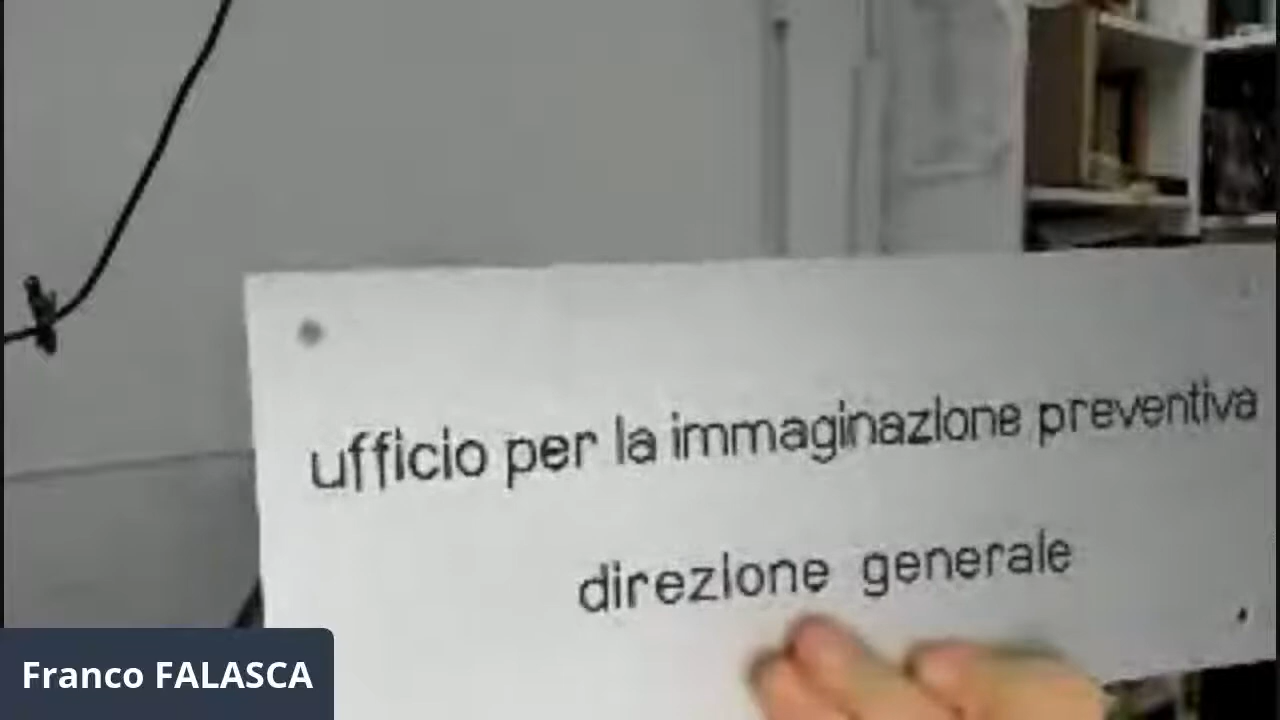 ufficio per la immaginazione preventiva
direzione generale
Franco FALASCA